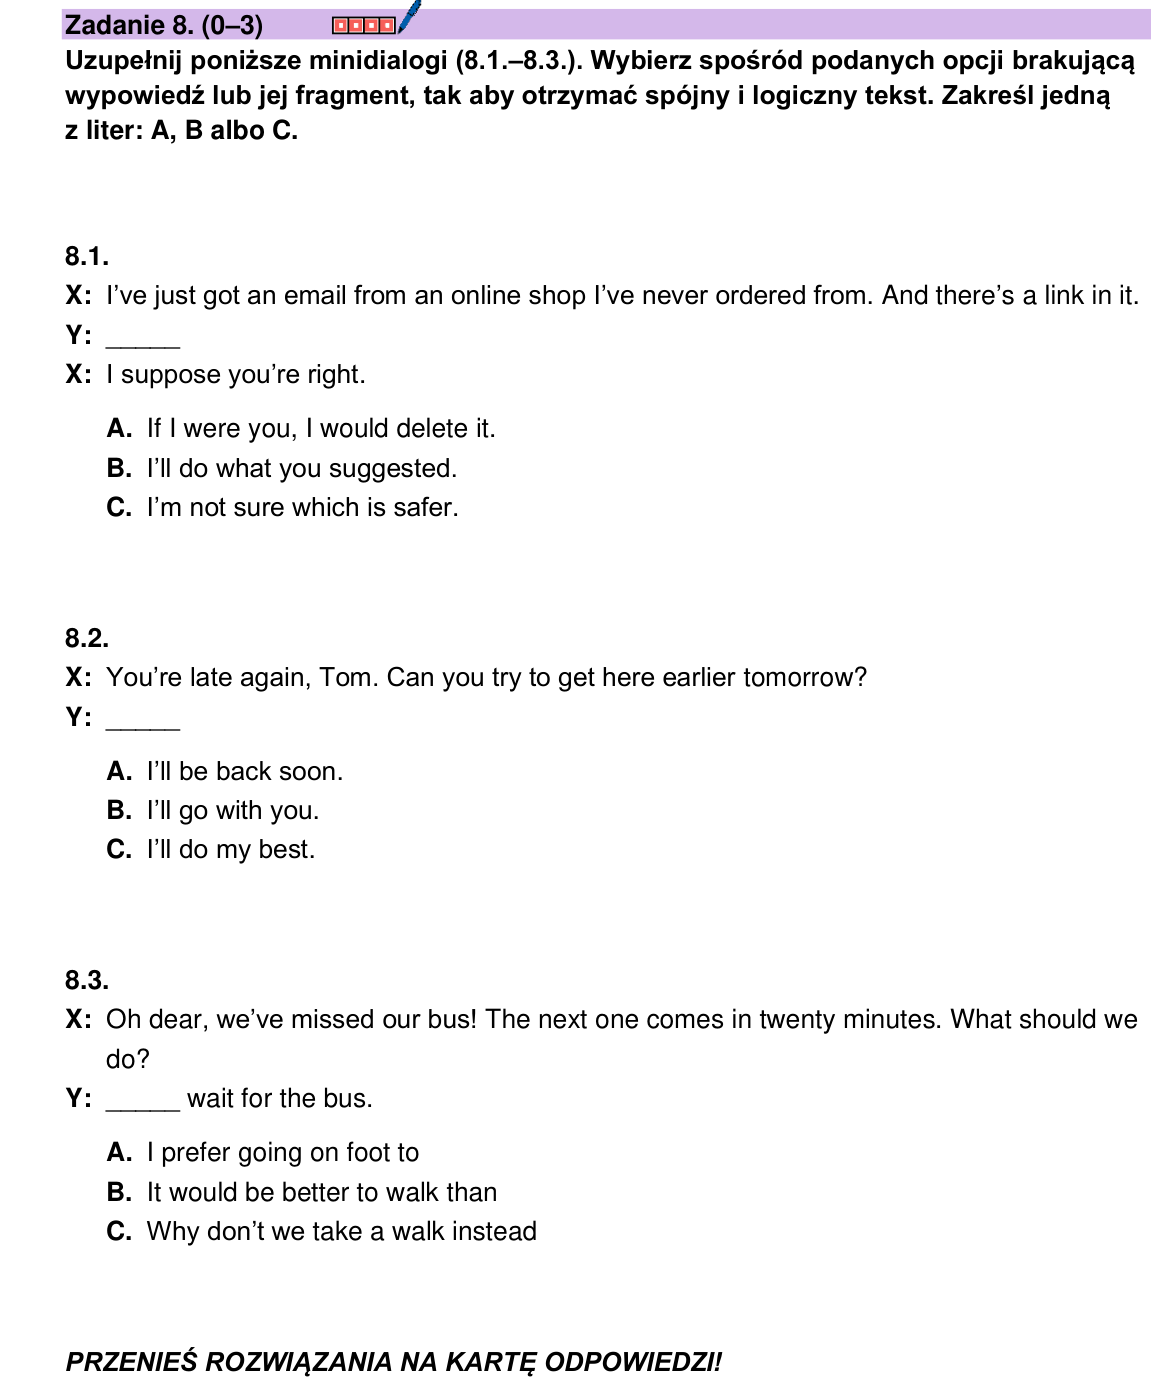 Zadanie 8. (0–3)
Uzupełnij poniższe minidialogi (8.1.–8.3.). Wybierz spośród podanych opcji brakującą
wypowiedź lub jej fragment, tak aby otrzymać spójny i logiczny tekst. Zakreśl jedną
z liter: A, B albo C.
8.1.
X: I’ve just got an email from an online shop I’ve never ordered from. And there’s a link in it.
Y: _____
X: I suppose you’re right.
A. If I were you, I would delete it.
B. I’ll do what you suggested.
C. I’m not sure which is safer.
8.2.
X: You’re late again, Tom. Can you try to get here earlier tomorrow?
Y: _____
A. I’ll be back soon.
B. I’ll go with you.
C. I’ll do my best.
8.3.
X: Oh dear, we’ve missed our bus! The next one comes in twenty minutes. What should we
do?
Y: _____ wait for the bus.
A. I prefer going on foot to
B. It would be better to walk than
C. Why don’t we take a walk instead
PRZENIEŚ ROZWIĄZANIA NA KARTĘ ODPOWIEDZI!